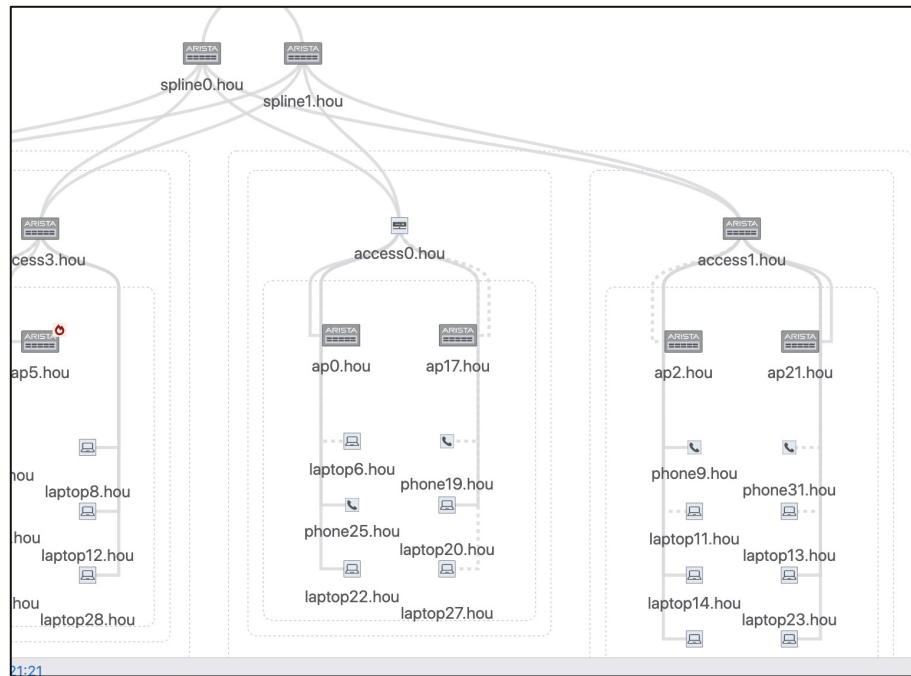 ARISTA ARISTA
spline0.hou
spline1.hou
ARISTA ARISTA
cess3.hou access0.hou access1.hou
ARISTA ARISTA ARISTA ARISTA ARISTA
ap5.hou ap0.hou ap17.hou ap2.hou ap21.hou
laptop6.hou
hou phone9.hou
phone19.hou
laptop8.hou phone31.hou
phone25.hou
.hou laptop11.hou
laptop20.hou
laptop12.hou laptop13.hou
laptop22.hou
hou laptop14.hou
laptop27.hou
laptop28.hou laptop23.hou
21:21